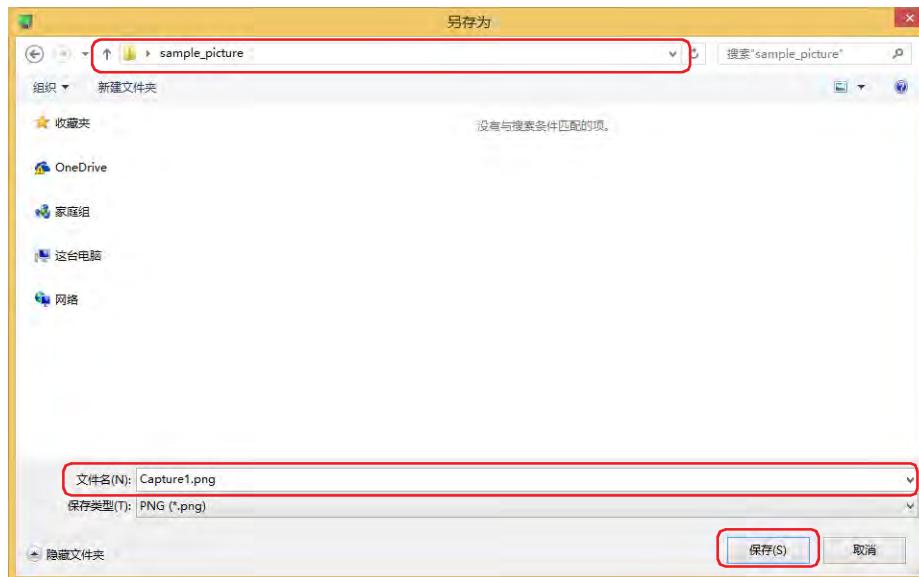 另存为
sample_picture
搜索"sample_picture"
组织 新建文件夹
收藏夹
没有与搜索条件匹配的项。
OneDrive
家庭组
这台电脑
网络
文件名(N): Capture1.png
保存类型(T): PNG (*.png)
隐藏文件夹
保存(S) 取消